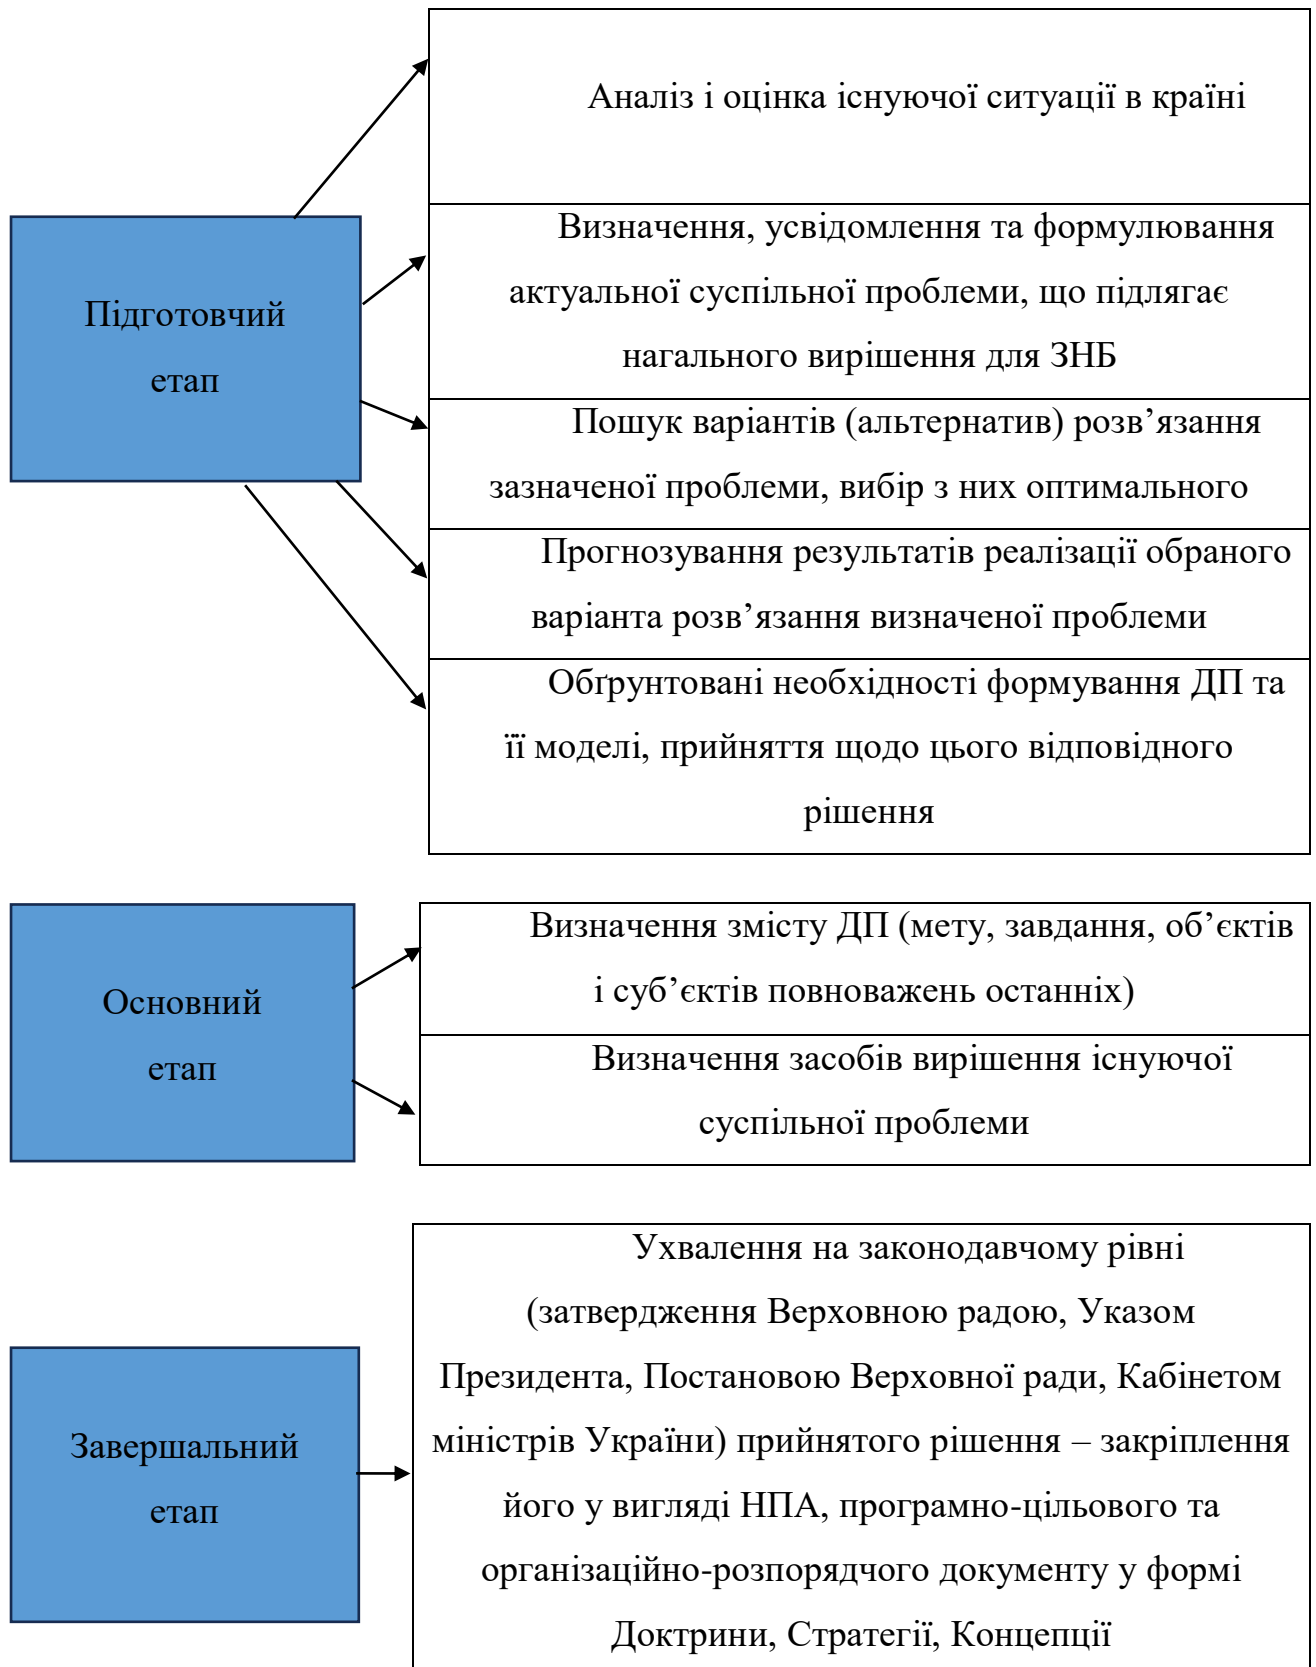 Підготовчий
етап
Аналіз і оцінка існуючої ситуації в країні
Визначення, усвідомлення та формулювання
актуальної суспільної проблеми, що підлягає
нагального вирішення для ЗНБ
Пошук варіантів (альтернатив) розв’язання
зазначеної проблеми, вибір з них оптимального
Прогнозування результатів реалізації обраного
варіанта розв’язання визначеної проблеми
Обґрунтовані необхідності формування ДП та
її моделі, прийняття щодо цього відповідного
рішення
Основний
етап
Визначення змісту ДП (мету, завдання, об’єктів
і суб’єктів повноважень останніх)
Визначення засобів вирішення існуючої
суспільної проблеми
Завершальний
етап
Ухвалення на законодавчому рівні
(затвердження Верховною радою, Указом
Президента, Постановою Верховної ради, Кабінетом
міністрів України) прийнятого рішення – закріплення
його у вигляді НПА, програмно-цільового та
організаційно-розпорядчого документу у формі
Доктрини, Стратегії, Концепції